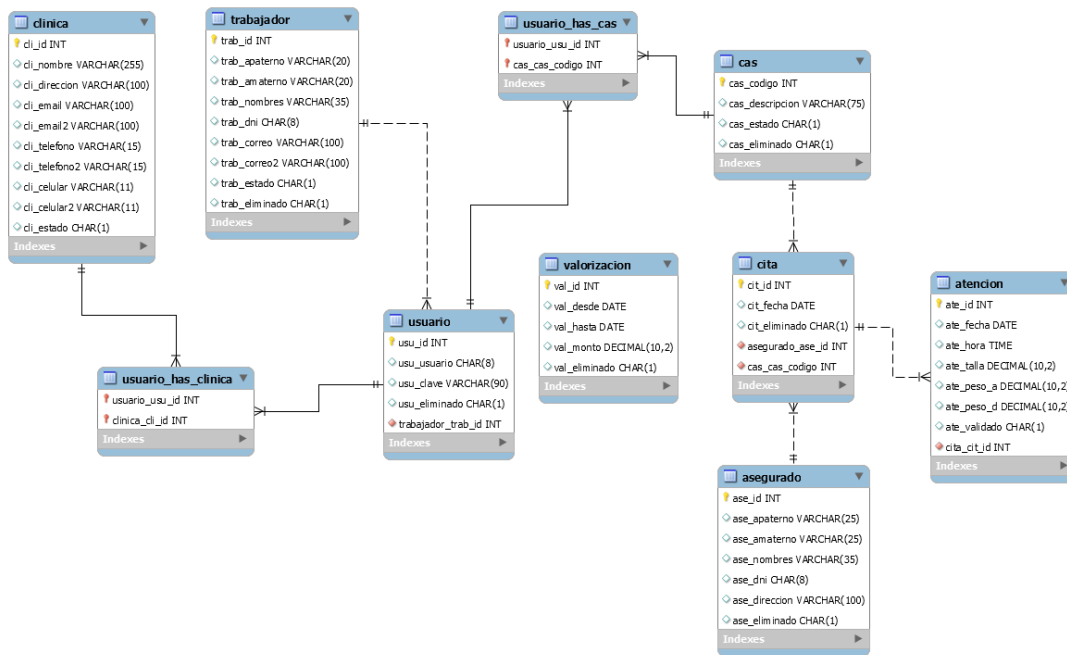 clinica
cli_id INT
cli_nombre VARCHAR(255)
cli_direccion VARCHAR(100)
cli_email VARCHAR(100)
cli_email2 VARCHAR(100)
cli_telefono VARCHAR(15)
cli_telefono2 VARCHAR(15)
cli_celular VARCHAR(11)
cli_celular2 VARCHAR(11)
cli_estado CHAR(1)
Indexes
trabajador
trab_id INT
trab_apaterno VARCHAR(20)
trab_amaterno VARCHAR(20)
trab_nombres VARCHAR(35)
trab_dni CHAR(8)
trab_correo VARCHAR(100)
trab_correo2 VARCHAR(100)
trab_estado CHAR(1)
trab_eliminado CHAR(1)
Indexes
usuario_has_cas
usuario_usu_id INT
cas_cas_codigo INT
Indexes
cas
cas_codigo INT
cas_descripcion VARCHAR(75)
cas_estado CHAR(1)
cas_eliminado CHAR(1)
Indexes
valorizacion
val_id INT
val_desde DATE
val_hasta DATE
val_monto DECIMAL(10,2)
val_eliminado CHAR(1)
Indexes
cita
cit_id INT
cit_fecha DATE
cit_eliminado CHAR(1)
asegurado_ase_id INT
cas_cas_codigo INT
Indexes
atencion
ate_id INT
ate_fecha DATE
ate_hora TIME
ate_talla DECIMAL(10,2)
ate_peso_a DECIMAL(10,2)
ate_peso_d DECIMAL(10,2)
ate_validado CHAR(1)
cita_cit_id INT
Indexes
usuario
usu_id INT
usu_usuario CHAR(8)
usu_clave VARCHAR(90)
usu_eliminado CHAR(1)
trabajador_trab_id INT
Indexes
usuario_has_clinica
usuario_usu_id INT
clinica_cli_id INT
Indexes
asegurado
ase_id INT
ase_apaterno VARCHAR(25)
ase_amaterno VARCHAR(25)
ase_nombres VARCHAR(35)
ase_dni CHAR(8)
ase_direccion VARCHAR(100)
ase_eliminado CHAR(1)
Indexes